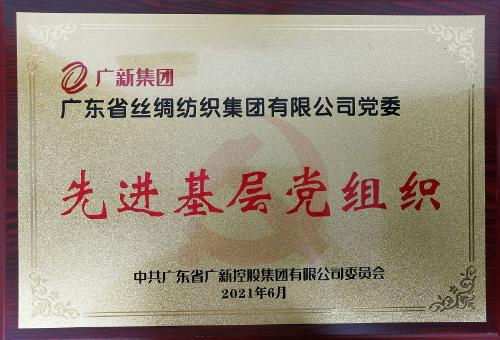 广新集团
广东省丝绸纺织集团有限公司党委
先进基层党组织
中共广东省广新控股集团有限公司委员会
2021年6月